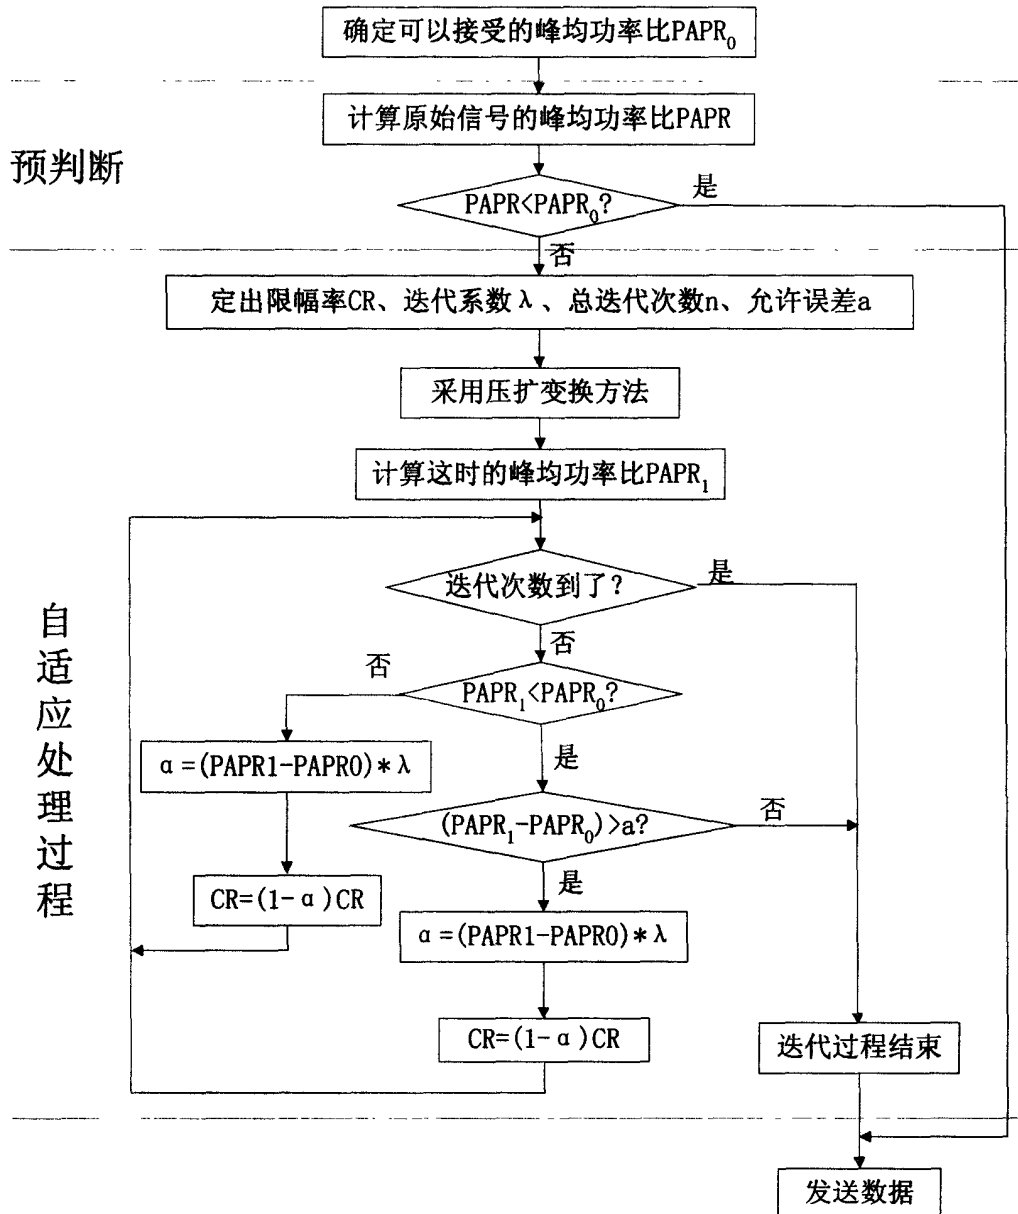 确定可以接受的峰均功率比PAPR₀
计算原始信号的峰均功率比PAPR
预判断
PAPR<PAPR₀?
是
否
定出限幅率CR、迭代系数λ、总迭代次数n、允许误差a
采用压扩变换方法
计算这时的峰均功率比PAPR₁
迭代次数到了?
是
否
自适应处理过程
PAPR₁<PAPR₀?
否
是
α=(PAPR1-PAPR0)*λ
(PAPR₁-PAPR₀)>a?
否
是
CR=(1-α)CR
α=(PAPR1-PAPR0)*λ
CR=(1-α)CR
迭代过程结束
发送数据